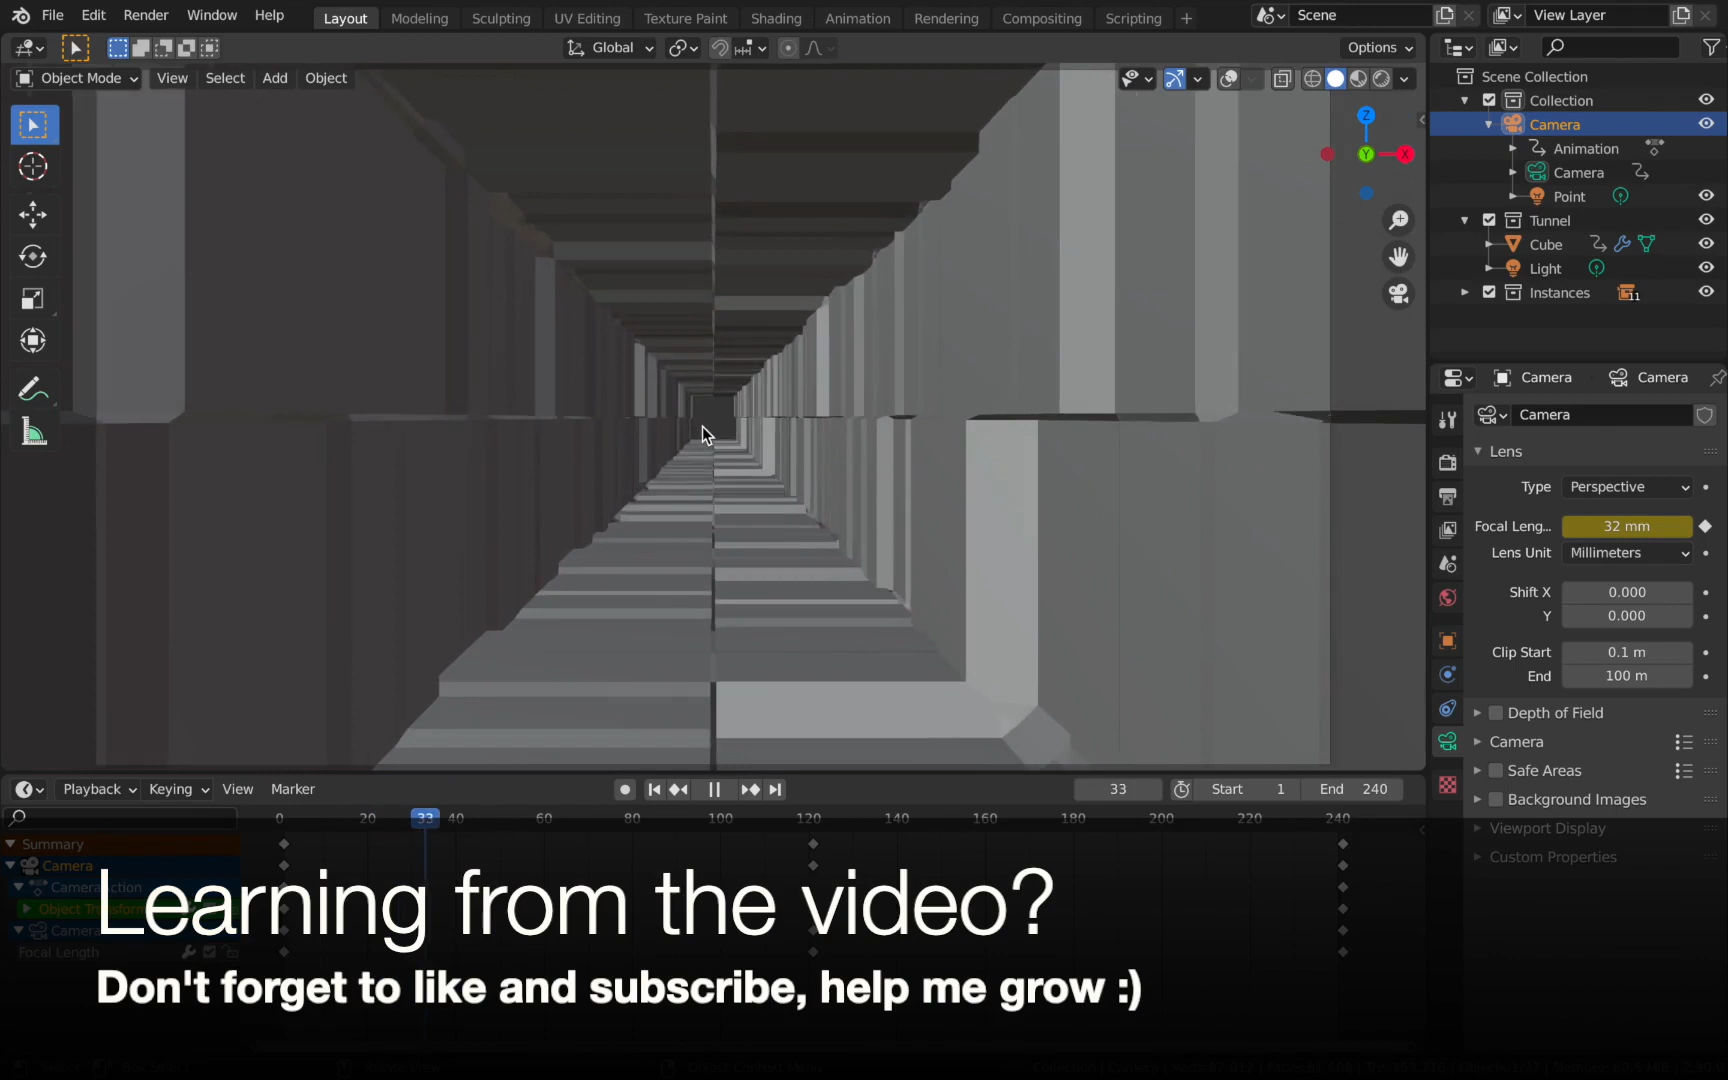 File Edit Render Window Help
Layout Modeling Sculpting UV Editing Texture Paint Shading Animation Rendering Compositing Scripting +
Scene
View Layer
Global
Options
Object Mode View Select Add Object
Z
Y X
Scene Collection
Collection
Camera
Animation
Camera
Point
Tunnel
Cube
Light
Instances 11
Camera Camera
Camera
Lens
Type Perspective
Focal Leng... 32 mm
Lens Unit Millimeters
Shift X 0.000
Y 0.000
Clip Start 0.1 m
End 100 m
Depth of Field
Camera
Safe Areas
Background Images
Viewport Display
Custom Properties
Playback Keying View Marker
33 Start 1 End 240
0 20 33 40 60 80 100 120 140 160 180 200 220 240
Summary
Camera
Focal Length
Learning from the video?
Don't forget to like and subscribe, help me grow :)